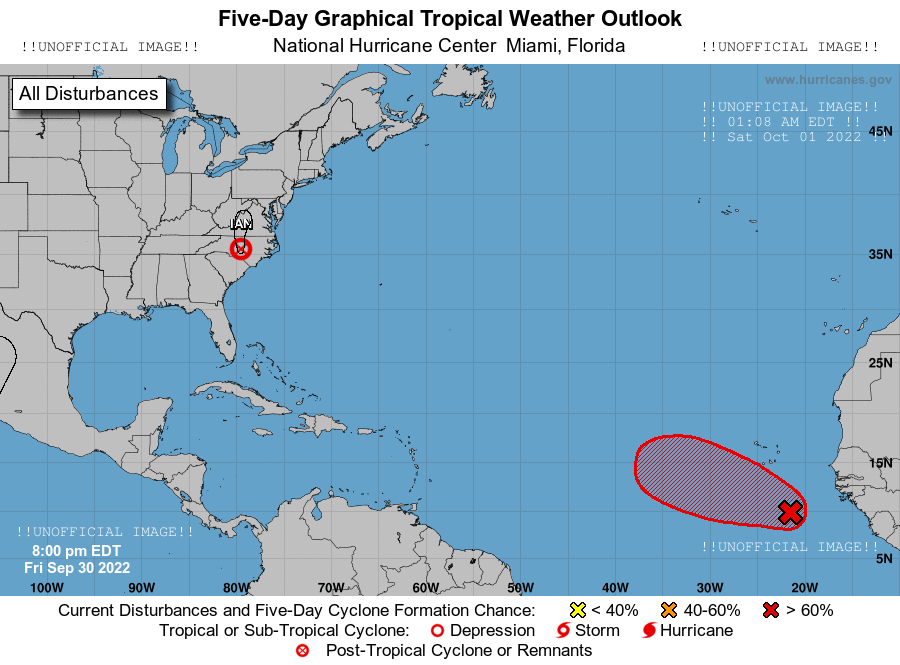 Five-Day Graphical Tropical Weather Outlook
!!UNOFFICIAL IMAGE!! National Hurricane Center Miami, Florida !!UNOFFICIAL IMAGE!!
www.hurricanes.gov
All Disturbances
!!UNOFFICIAL IMAGE!!
!! 01:08 AM EDT !!
!! Sat Oct 01 2022 !!
45N
IAN
35N
25N
15N
!!UNOFFICIAL IMAGE!!
!!UNOFFICIAL IMAGE!!
8:00 pm EDT
5N
Fri Sep 30 2022
100W 90W 80W 70W 60W 50W 40W 30W 20W
Current Disturbances and Five-Day Cyclone Formation Chance: < 40% 40-60% > 60%
Tropical or Sub-Tropical Cyclone: Depression Storm Hurricane
Post-Tropical Cyclone or Remnants